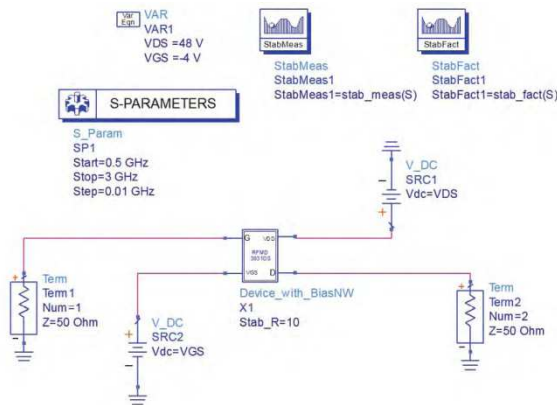 Var
Eqn
VAR
VAR1
VDS =48 V
VGS =-4 V
StabMeas
StabMeas
StabMeas1
StabMeas1=stab_meas(S)
StabFact
StabFact
StabFact1
StabFact1=stab_fact(S)
S-PARAMETERS
S_Param
SP1
Start=0.5 GHz
Stop=3 GHz
Step=0.01 GHz
V_DC
SRC1
Vdc=VDS
G
VGS
D
Device_with_BiasNW
X1
Stab_R=10
Term
Term1
Num=1
Z=50 Ohm
V_DC
SRC2
Vdc=VGS
Term
Term2
Num=2
Z=50 Ohm